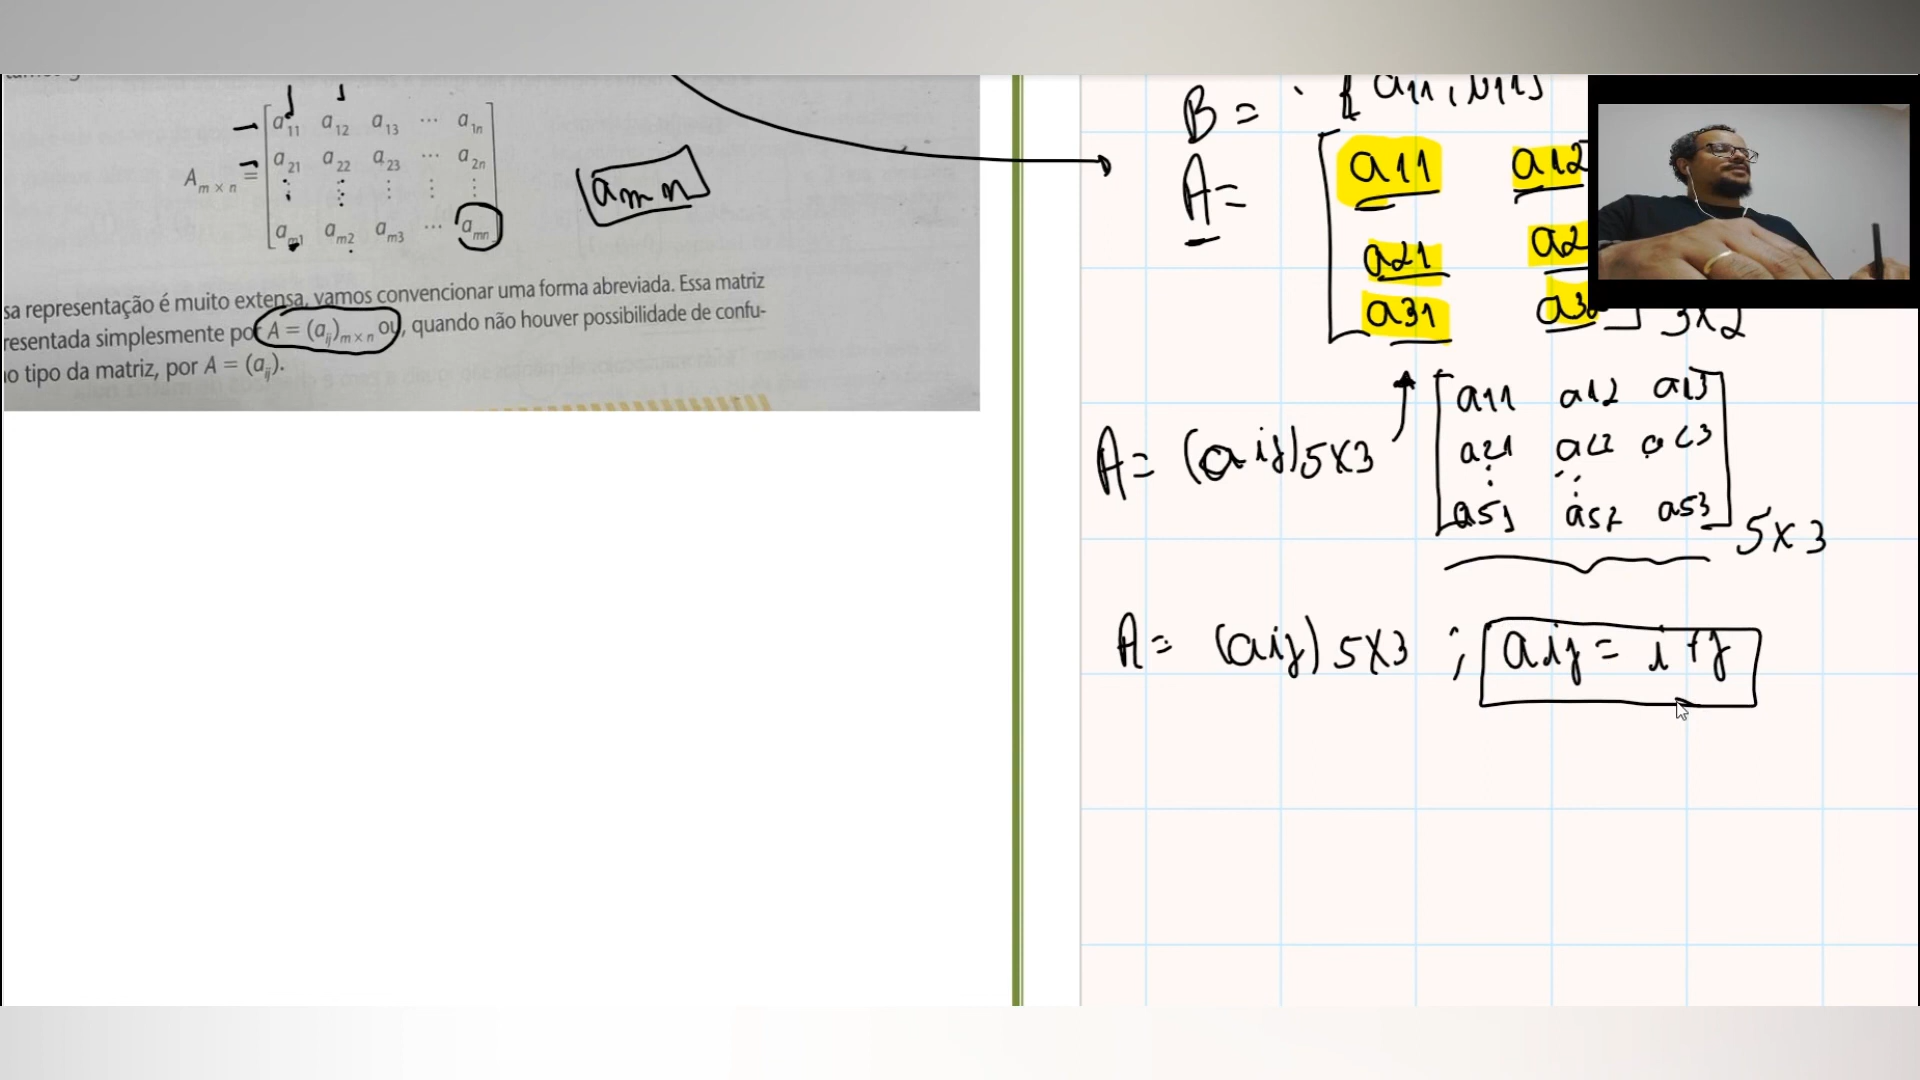 A m × n =
a11 a12 a13 ... a1n
a21 a22 a23 ... a2n
⋮ ⋮ ⋮ ⋮ ⋮
am1 am2 am3 ... amn
amn
sa representação é muito extensa, vamos convencionar uma forma abreviada. Essa matriz
resentada simplesmente por A = (aij)m × n ou, quando não houver possibilidade de confu-
o tipo da matriz, por A = (aij).
B =
A =
a11 a12
a21
a31
3x2
A = (aij)5x3
a11 a12 a13
a21 a22 a23
⋮ ⋮
a51 a52 a53
5x3
A = (aij)5x3 ; aij = i+j